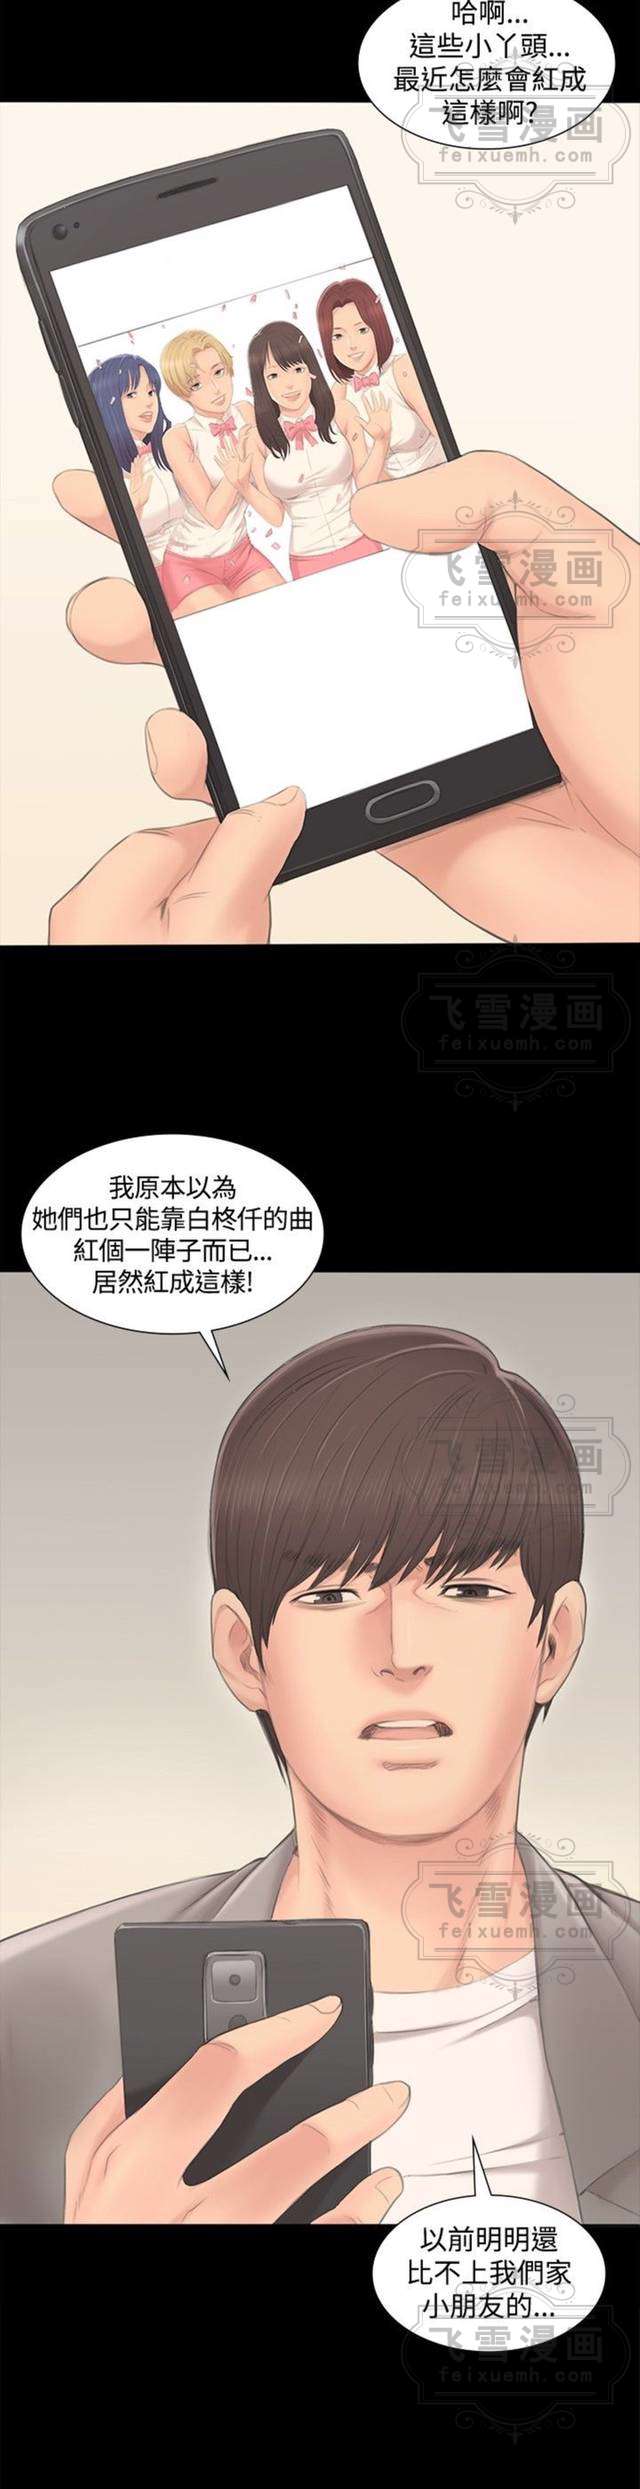 哈啊...
這些小丫頭...
最近怎麼會紅成
這樣啊?
飞雪漫画
feixuemh.com
飞雪漫画
feixuemh.com
飞雪漫画
feixuemh.com
我原本以為
她們也只能靠白柊仟的曲
紅個一陣子而已...
居然紅成這樣!
飞雪漫画
feixuemh.com
飞雪漫画
feixuemh.com
以前明明還
比不上我們家
小朋友的...
飞雪漫画
feixuemh.com